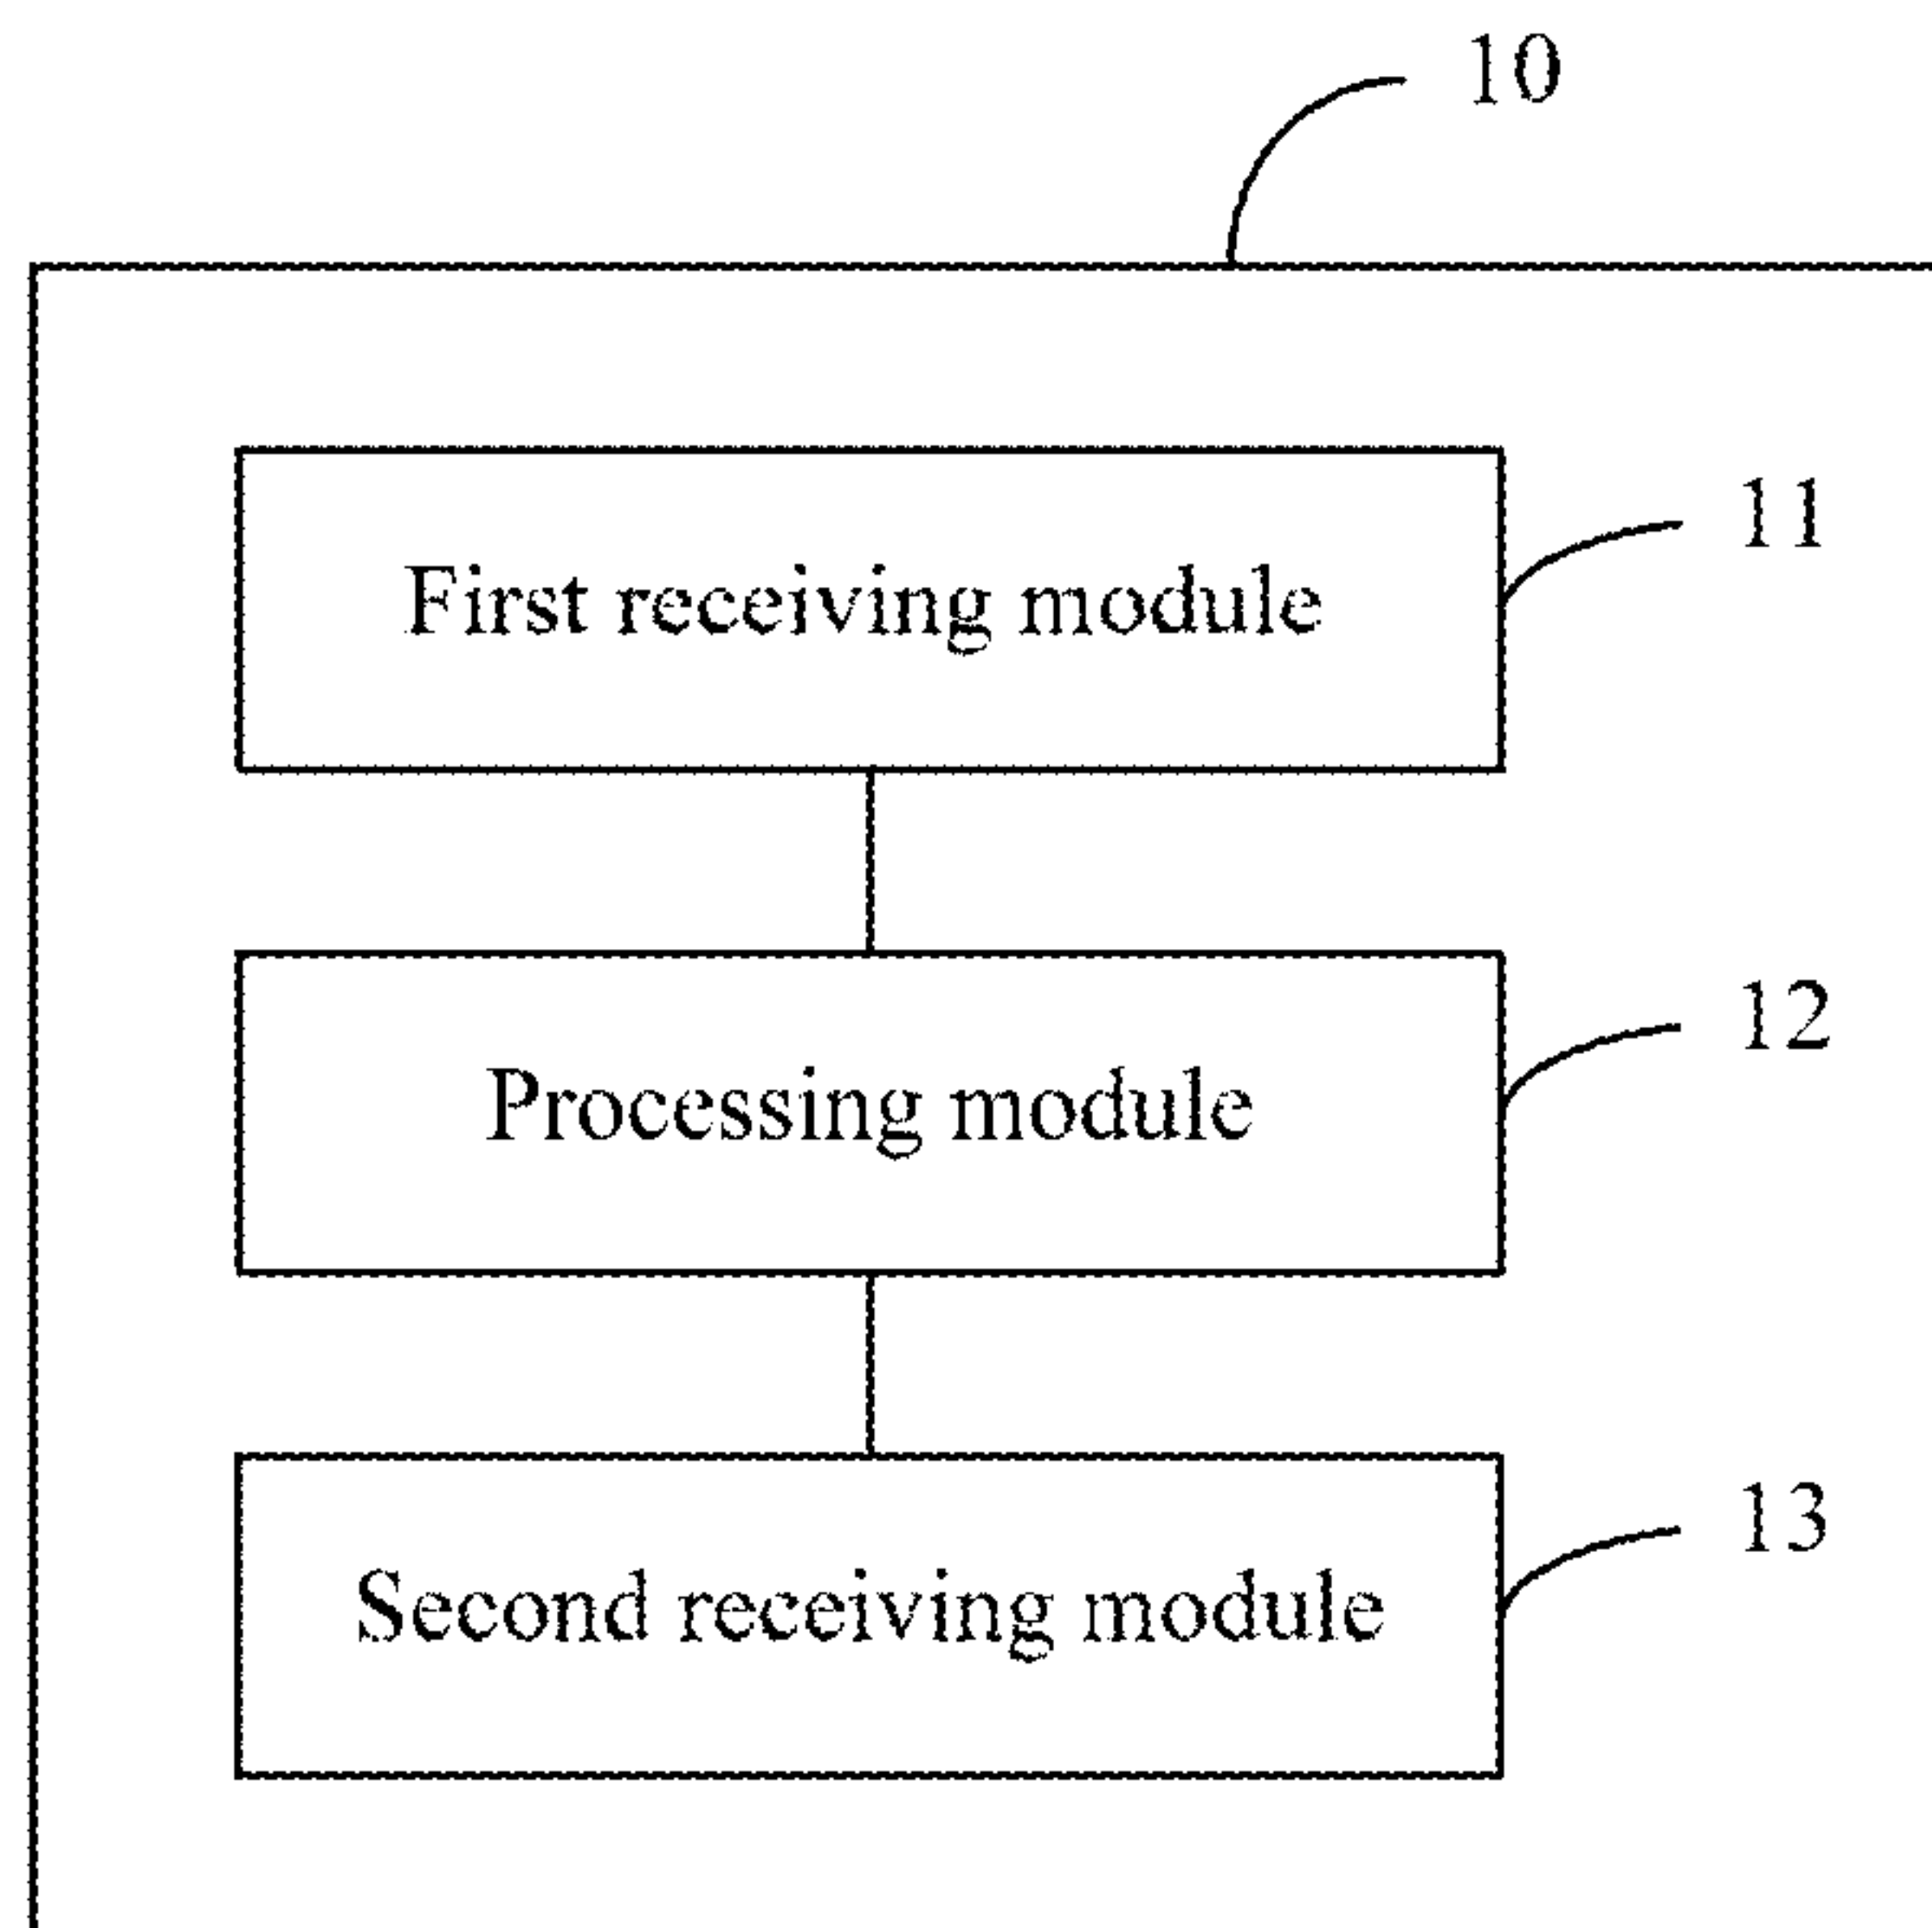 10
First receiving module
11
Processing module
12
Second receiving module
13